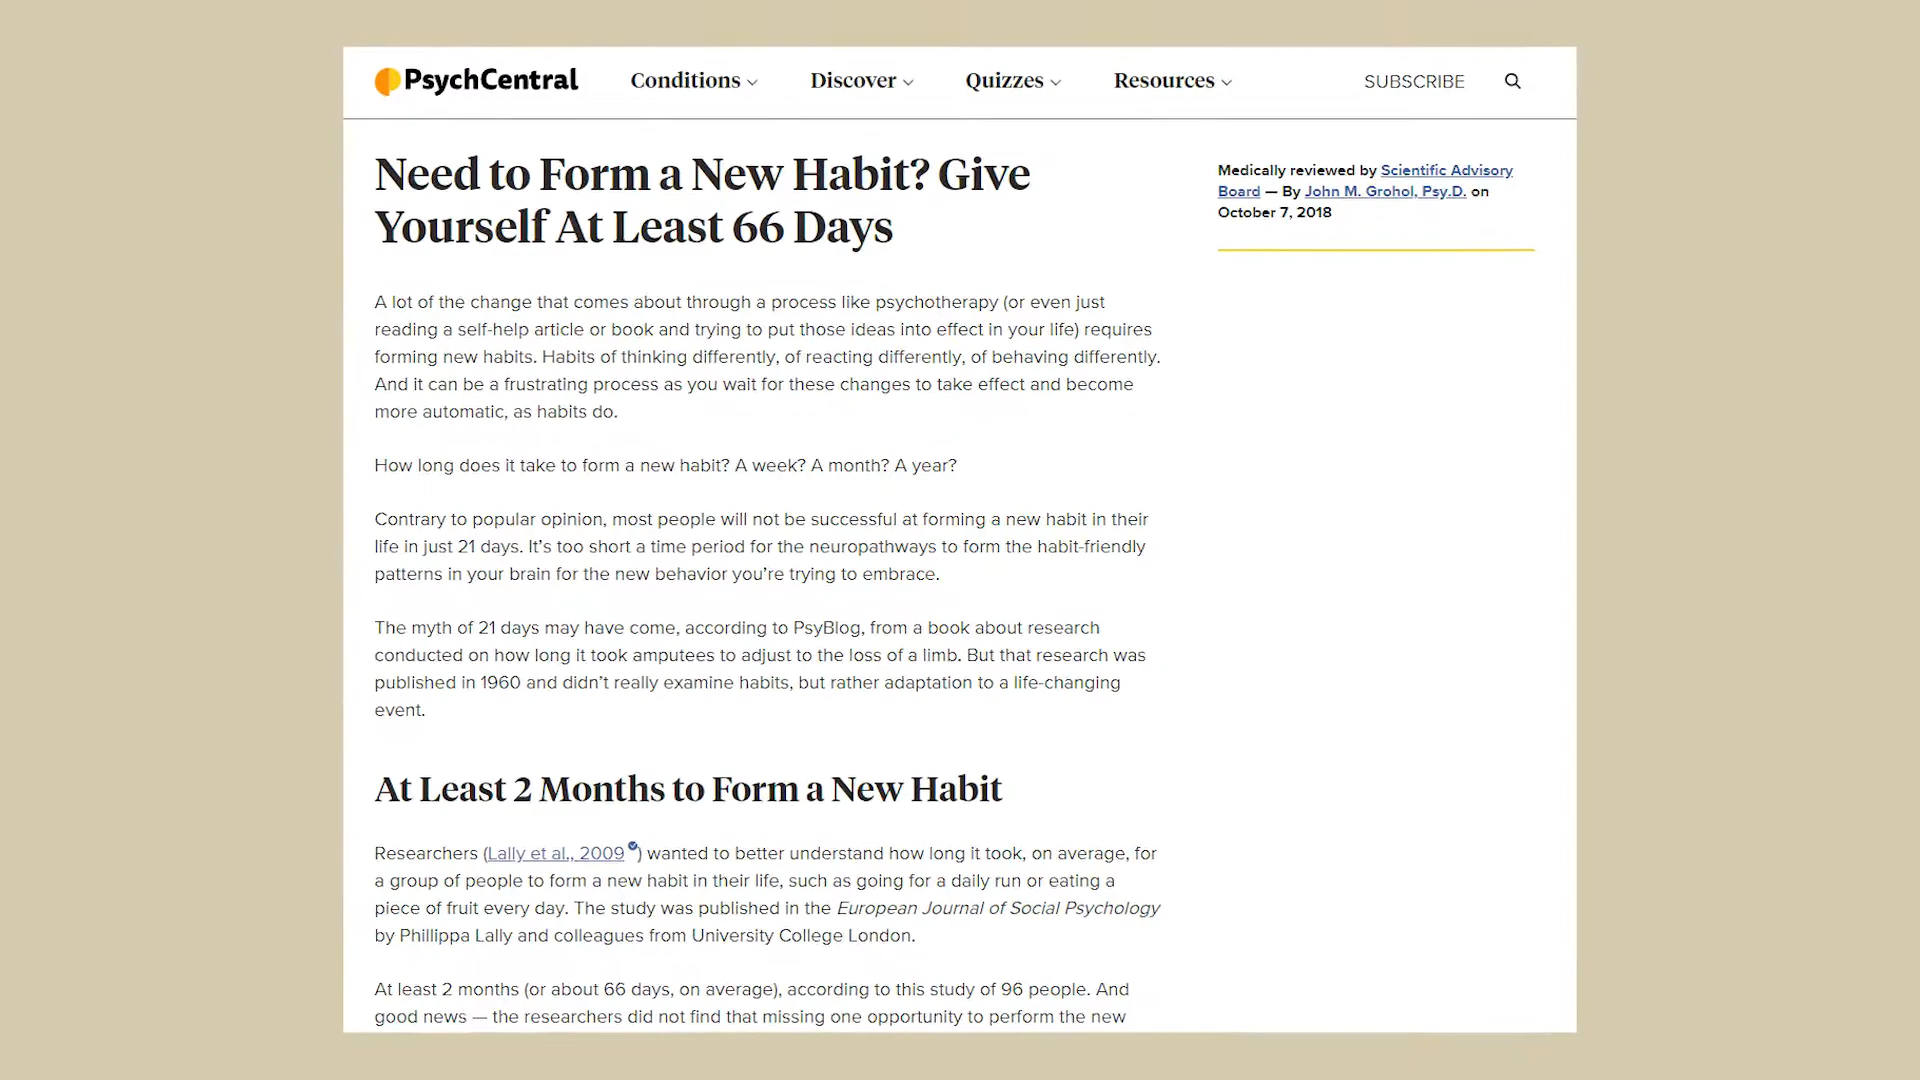 PsychCentral
Conditions
Discover
Quizzes
Resources
SUBSCRIBE
Need to Form a New Habit? Give
Yourself At Least 66 Days
Medically reviewed by Scientific Advisory
Board — By John M. Grohol, Psy.D. on
October 7, 2018
A lot of the change that comes about through a process like psychotherapy (or even just
reading a self-help article or book and trying to put those ideas into effect in your life) requires
forming new habits. Habits of thinking differently, of reacting differently, of behaving differently.
And it can be a frustrating process as you wait for these changes to take effect and become
more automatic, as habits do.
How long does it take to form a new habit? A week? A month? A year?
Contrary to popular opinion, most people will not be successful at forming a new habit in their
life in just 21 days. It’s too short a time period for the neuropathways to form the habit-friendly
patterns in your brain for the new behavior you’re trying to embrace.
The myth of 21 days may have come, according to PsyBlog, from a book about research
conducted on how long it took amputees to adjust to the loss of a limb. But that research was
published in 1960 and didn’t really examine habits, but rather adaptation to a life-changing
event.
At Least 2 Months to Form a New Habit
Researchers (Lally et al., 2009) wanted to better understand how long it took, on average, for
a group of people to form a new habit in their life, such as going for a daily run or eating a
piece of fruit every day. The study was published in the European Journal of Social Psychology
by Phillippa Lally and colleagues from University College London.
At least 2 months (or about 66 days, on average), according to this study of 96 people. And
good news — the researchers did not find that missing one opportunity to perform the new